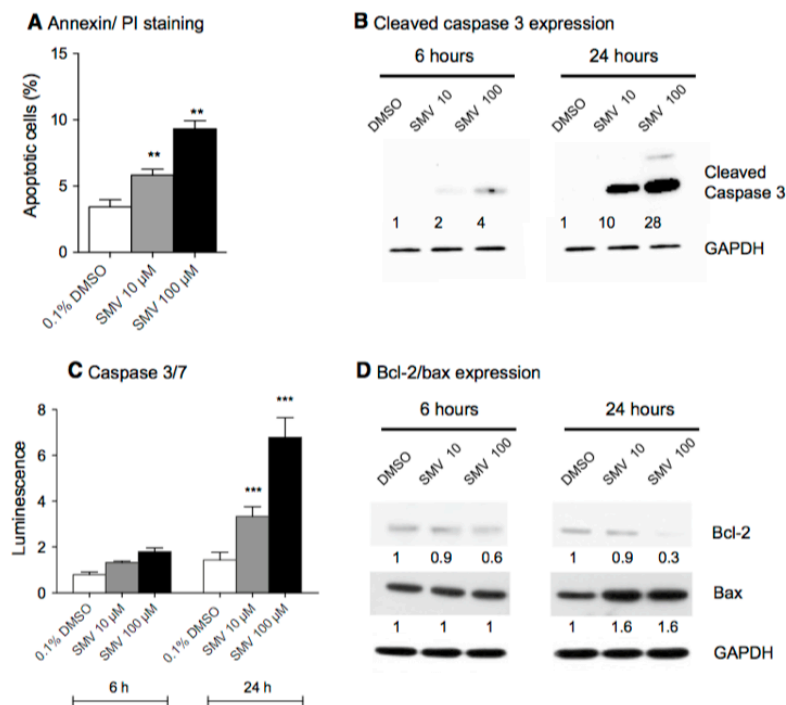 A Annexin/ PI staining
15
10
5
0
Apoptotic cells (%)
**
**
0.1% DMSO
SMV 10 µM
SMV 100 µM
B Cleaved caspase 3 expression
6 hours
24 hours
DMSO
SMV 10
SMV 100
DMSO
SMV 10
SMV 100
Cleaved
Caspase 3
1 2 4
1 10 28
GAPDH
C Caspase 3/7
8
6
4
2
0
Luminescence
***
***
0.1% DMSO
SMV 10 µM
SMV 100 µM
0.1% DMSO
SMV 10 µM
SMV 100 µM
6 h
24 h
D Bcl-2/bax expression
6 hours
24 hours
DMSO
SMV 10
SMV 100
DMSO
SMV 10
SMV 100
Bcl-2
1 0.9 0.6
1 0.9 0.3
Bax
1 1 1
1 1.6 1.6
GAPDH